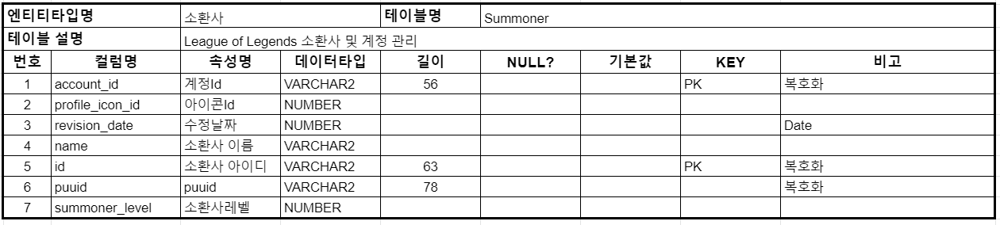 엔티티타입명 소환사 테이블명 Summoner
테이블 설명 League of Legends 소환사 및 계정 관리
번호 컬럼명 속성명 데이터타입 길이 NULL? 기본값 KEY 비고
1 account_id 계정Id VARCHAR2 56 PK 복호화
2 profile_icon_id 아이콘Id NUMBER
3 revision_date 수정날짜 NUMBER Date
4 name 소환사 이름 VARCHAR2
5 id 소환사 아이디 VARCHAR2 63 PK 복호화
6 puuid puuid VARCHAR2 78 복호화
7 summoner_level 소환사레벨 NUMBER